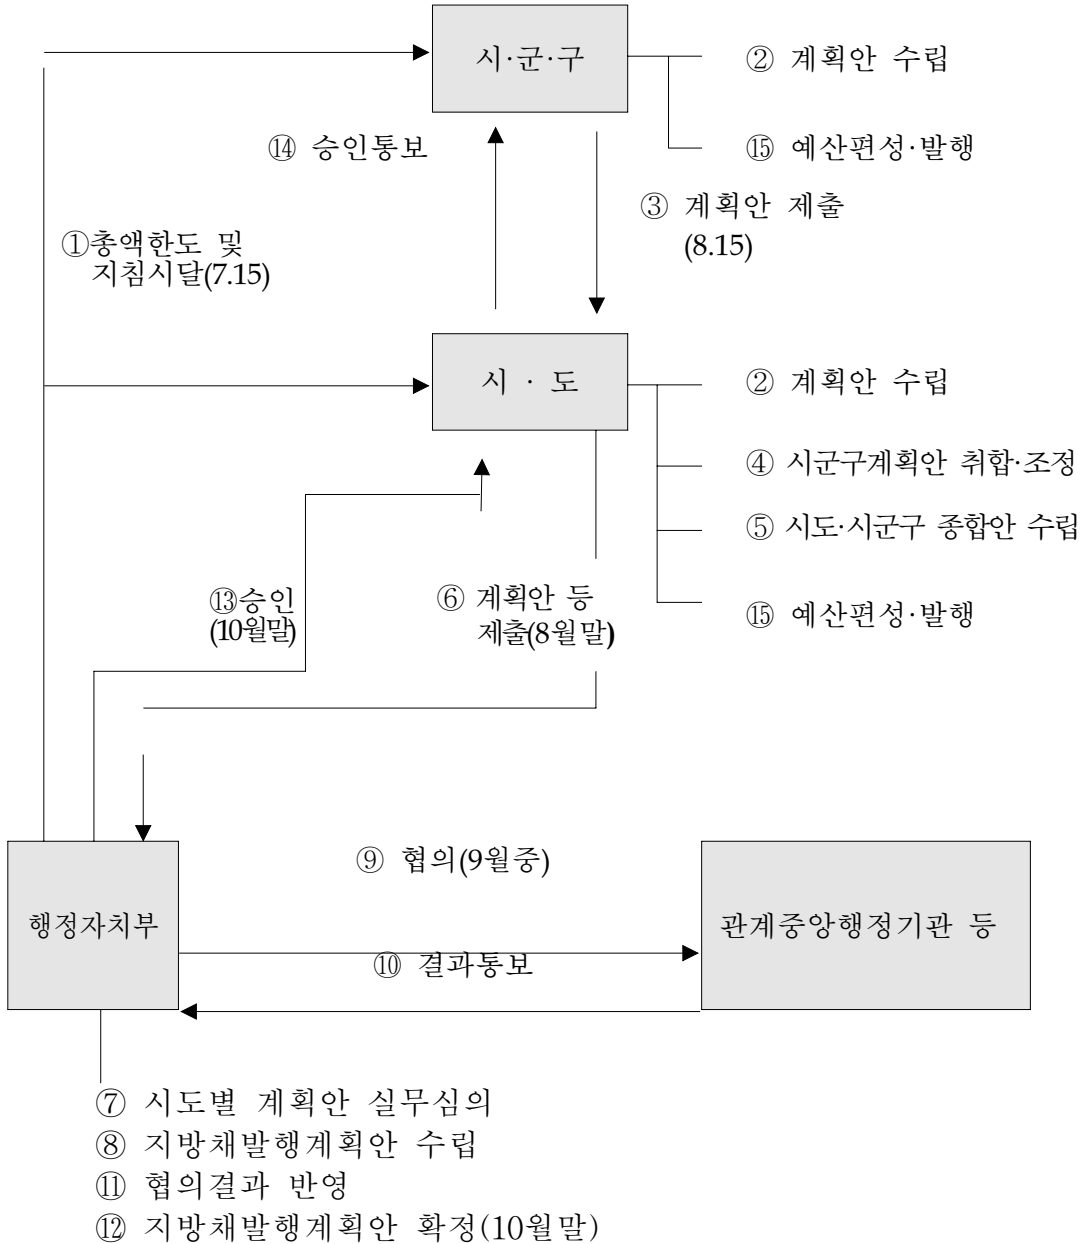 시·군·구
② 계획안 수립
⑭ 승인통보
⑮ 예산편성·발행
③ 계획안 제출
(8.15)
①총액한도 및
지침시달(7.15)
시 · 도
② 계획안 수립
④ 시군구계획안 취합·조정
⑤ 시도·시군구 종합안 수립
⑬승인
(10월말)
⑥ 계획안 등
제출(8월말)
⑮ 예산편성·발행
⑨ 협의(9월중)
행정자치부
관계중앙행정기관 등
⑩ 결과통보
⑦ 시도별 계획안 실무심의
⑧ 지방채발행계획안 수립
⑪ 협의결과 반영
⑫ 지방채발행계획안 확정(10월말)